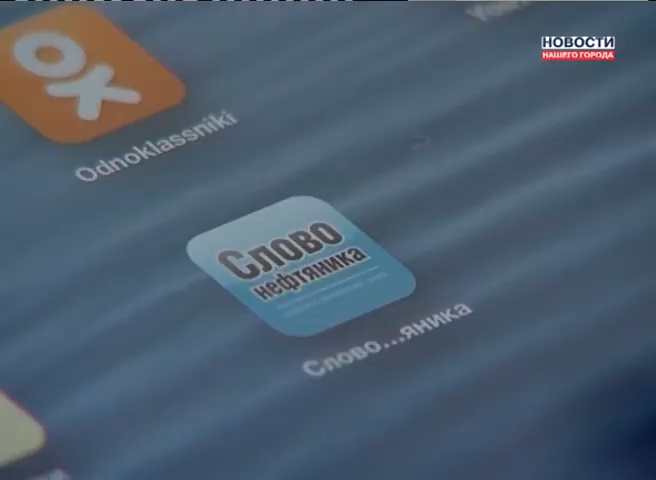 НОВОСТИ
НАШЕГО ГОРОДА
Odnoklassniki
Слово
нефтяника
Слово...яника